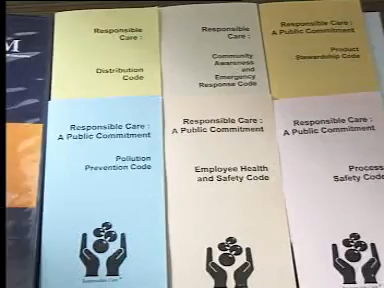 M
Responsible
Care :
Distribution
Code
Responsible
Care :
Community
Awareness
and
Emergency
Response Code
Responsible Care :
A Public Commitment
Product
Stewardship Code
Responsible Care :
A Public Commitment
Pollution
Prevention Code
Responsible Care :
A Public Commitment
Employee Health
and Safety Code
Responsible Care :
A Public Commitment
Process
Safety Code
Responsible Care